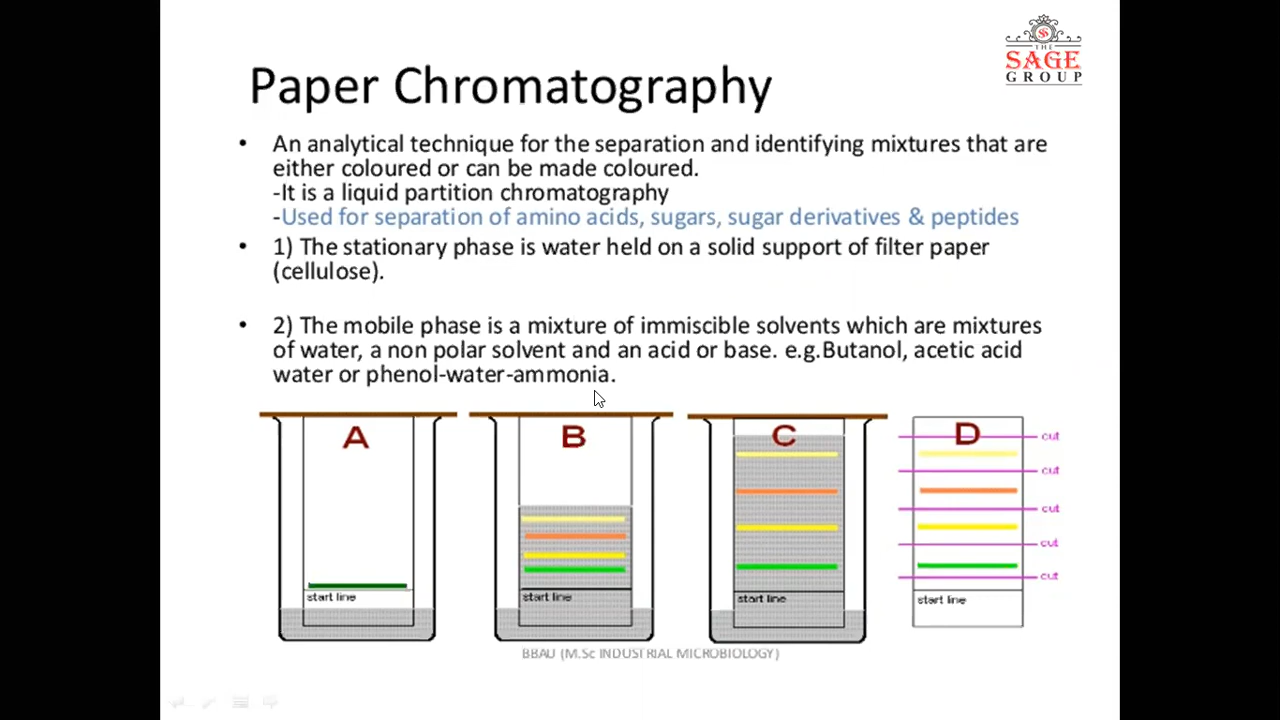 THE
SAGE
GROUP
Paper Chromatography
• An analytical technique for the separation and identifying mixtures that are
either coloured or can be made coloured.
-It is a liquid partition chromatography
-Used for separation of amino acids, sugars, sugar derivatives & peptides
• 1) The stationary phase is water held on a solid support of filter paper
(cellulose).
• 2) The mobile phase is a mixture of immiscible solvents which are mixtures
of water, a non polar solvent and an acid or base. e.g.Butanol, acetic acid
water or phenol-water-ammonia.
A
start line
B
start line
C
start line
D
cut
cut
cut
cut
cut
start line
BBAU (M.Sc INDUSTRIAL MICROBIOLOGY)